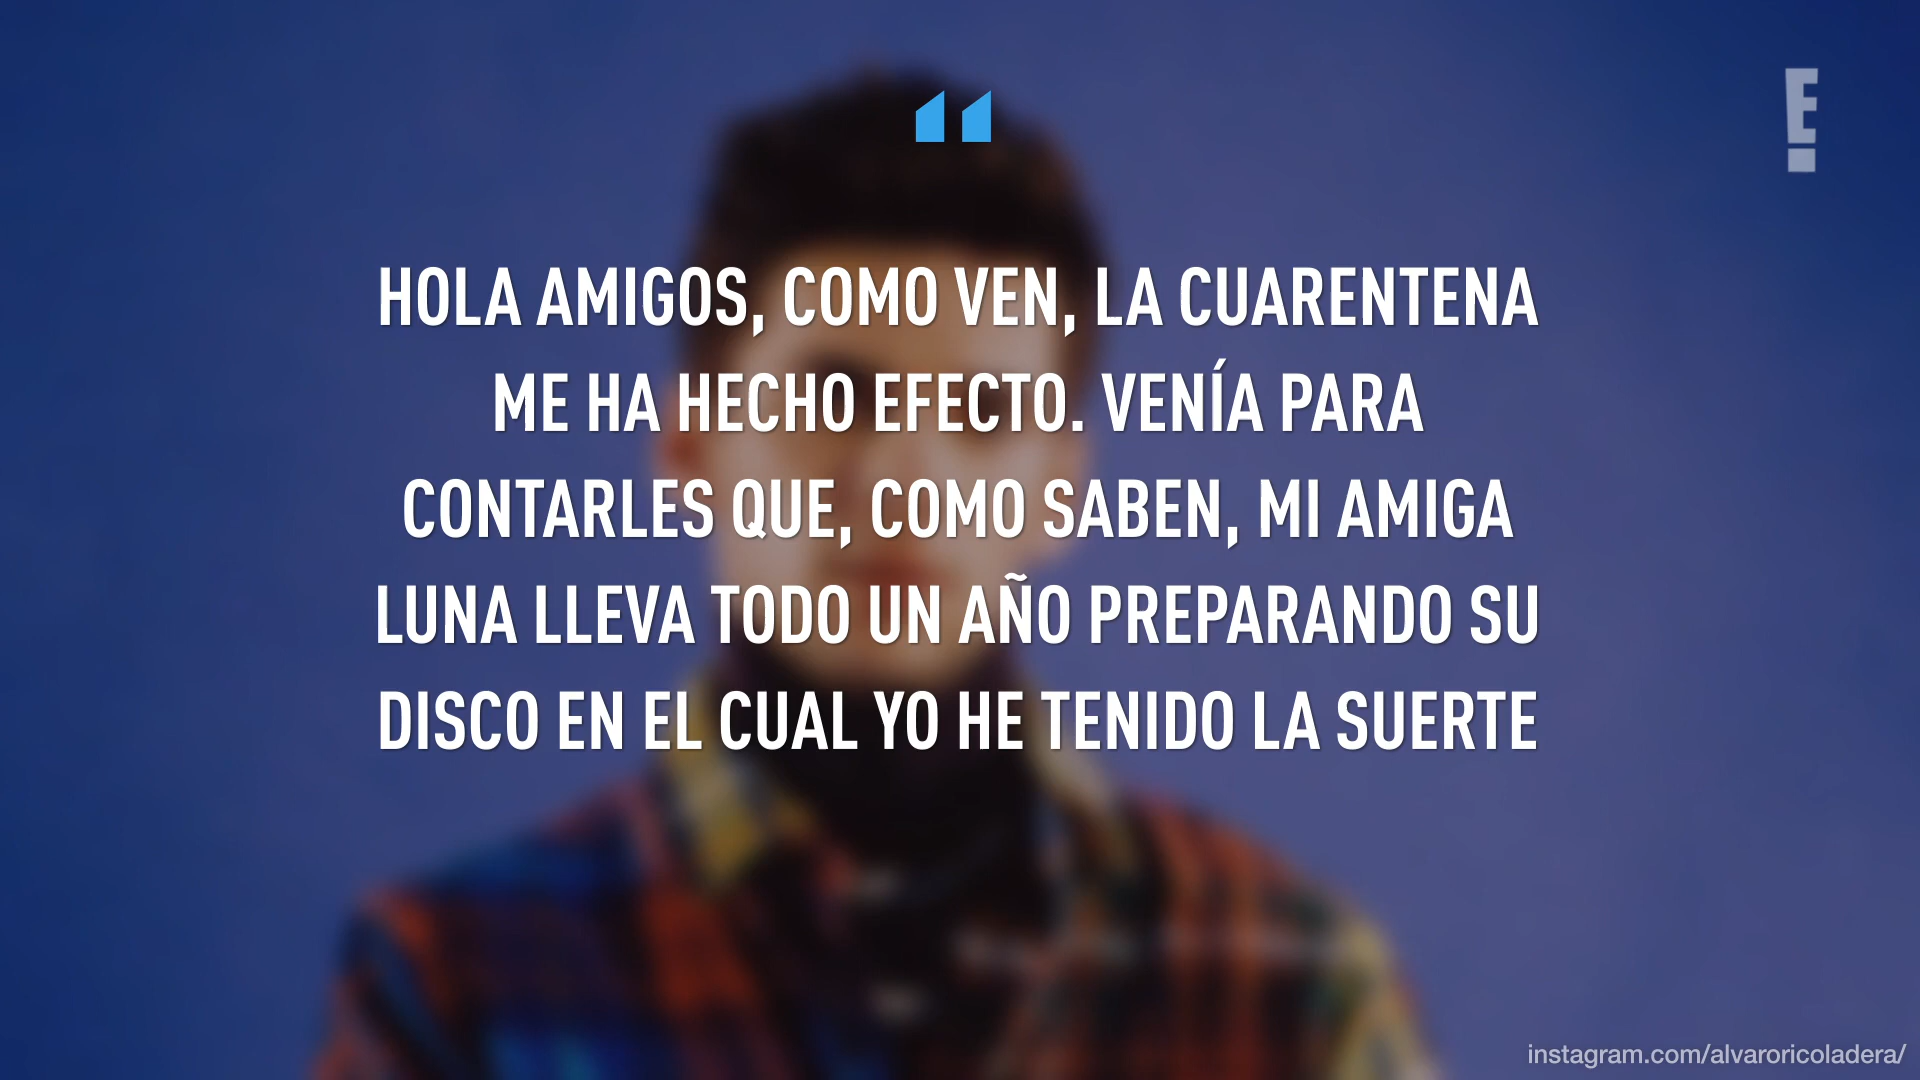 E!
HOLA AMIGOS, COMO VEN, LA CUARENTENA
ME HA HECHO EFECTO. VENÍA PARA
CONTARLES QUE, COMO SABEN, MI AMIGA
LUNA LLEVA TODO UN AÑO PREPARANDO SU
DISCO EN EL CUAL YO HE TENIDO LA SUERTE
instagram.com/alvaroricoladera/